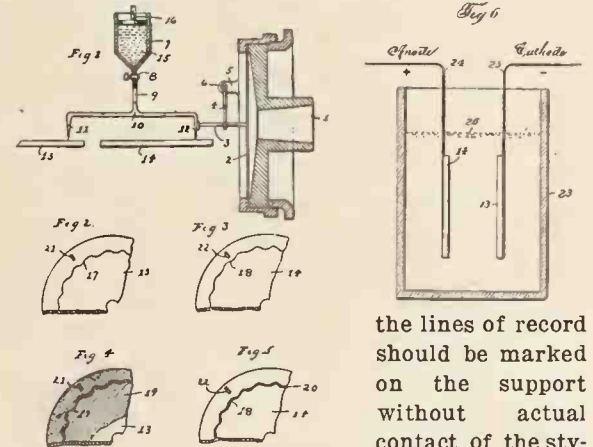 Fig 1
16
7
15
8
9
6
5
4
1
11
10
12
3
2
13
14
Fig 2.
21
17
13
Fig 3
22
18
14
Fig 4
21
19
19
13
Fig 5
22
20
18
14
Fig 6
Anode
24
25
Cathode
+
-
26
14
13
23
the lines of record
should be marked
on the support
without actual
contact of the sty-